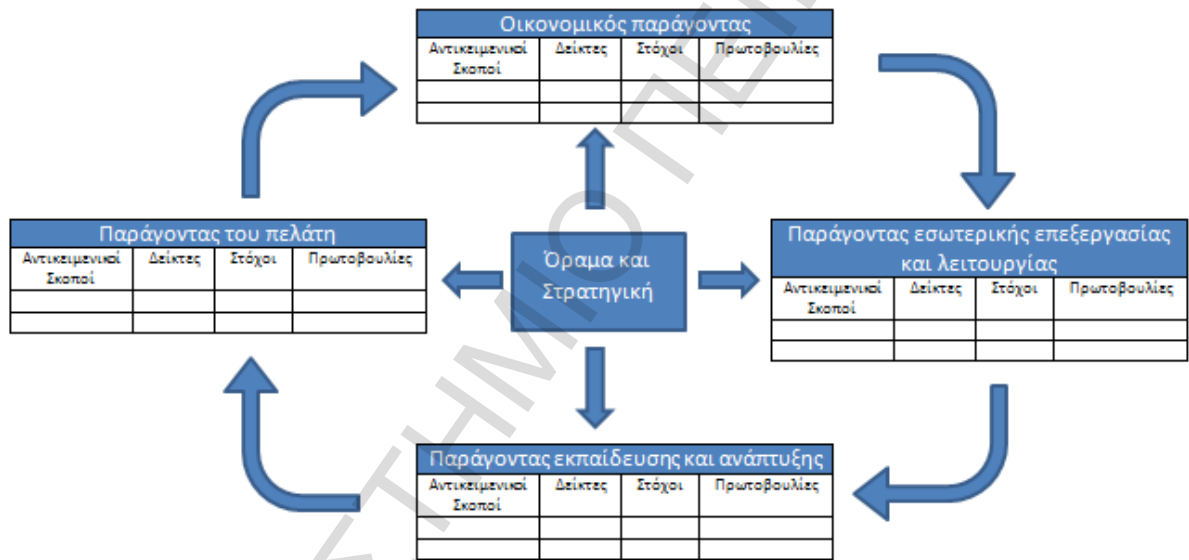 Οικονομικός παράγοντας
Αντικειμενικοί Δείκτες Στόχοι Πρωτοβουλίες
Σκοποί
Παράγοντας του πελάτη
Αντικειμενικοί Δείκτες Στόχοι Πρωτοβουλίες
Σκοποί
Όραμα και
Στρατηγική
Παράγοντας εσωτερικής επεξεργασίας
και λειτουργίας
Αντικειμενικοί Δείκτες Στόχοι Πρωτοβουλίες
Σκοποί
Παράγοντας εκπαίδευσης και ανάπτυξης
Αντικειμενικοί Δείκτες Στόχοι Πρωτοβουλίες
Σκοποί